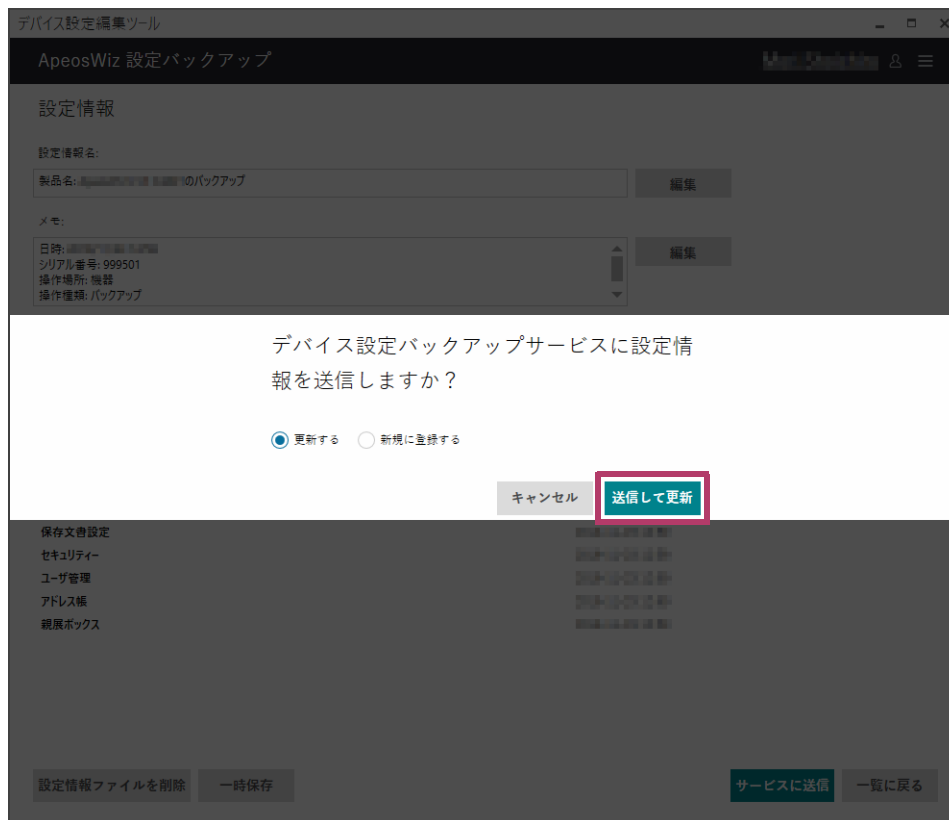 デバイス設定編集ツール
ApeosWiz 設定バックアップ
設定情報
設定情報名:
製品名: のバックアップ
編集
メモ:
日時:
シリアル番号: 999501
操作場所: 機器
操作種類: バックアップ
編集
デバイス設定バックアップサービスに設定情
報を送信しますか？
更新する 新規に登録する
キャンセル 送信して更新
保存文書設定
セキュリティー
ユーザ管理
アドレス帳
親展ボックス
設定情報ファイルを削除 一時保存 サービスに送信 一覧に戻る